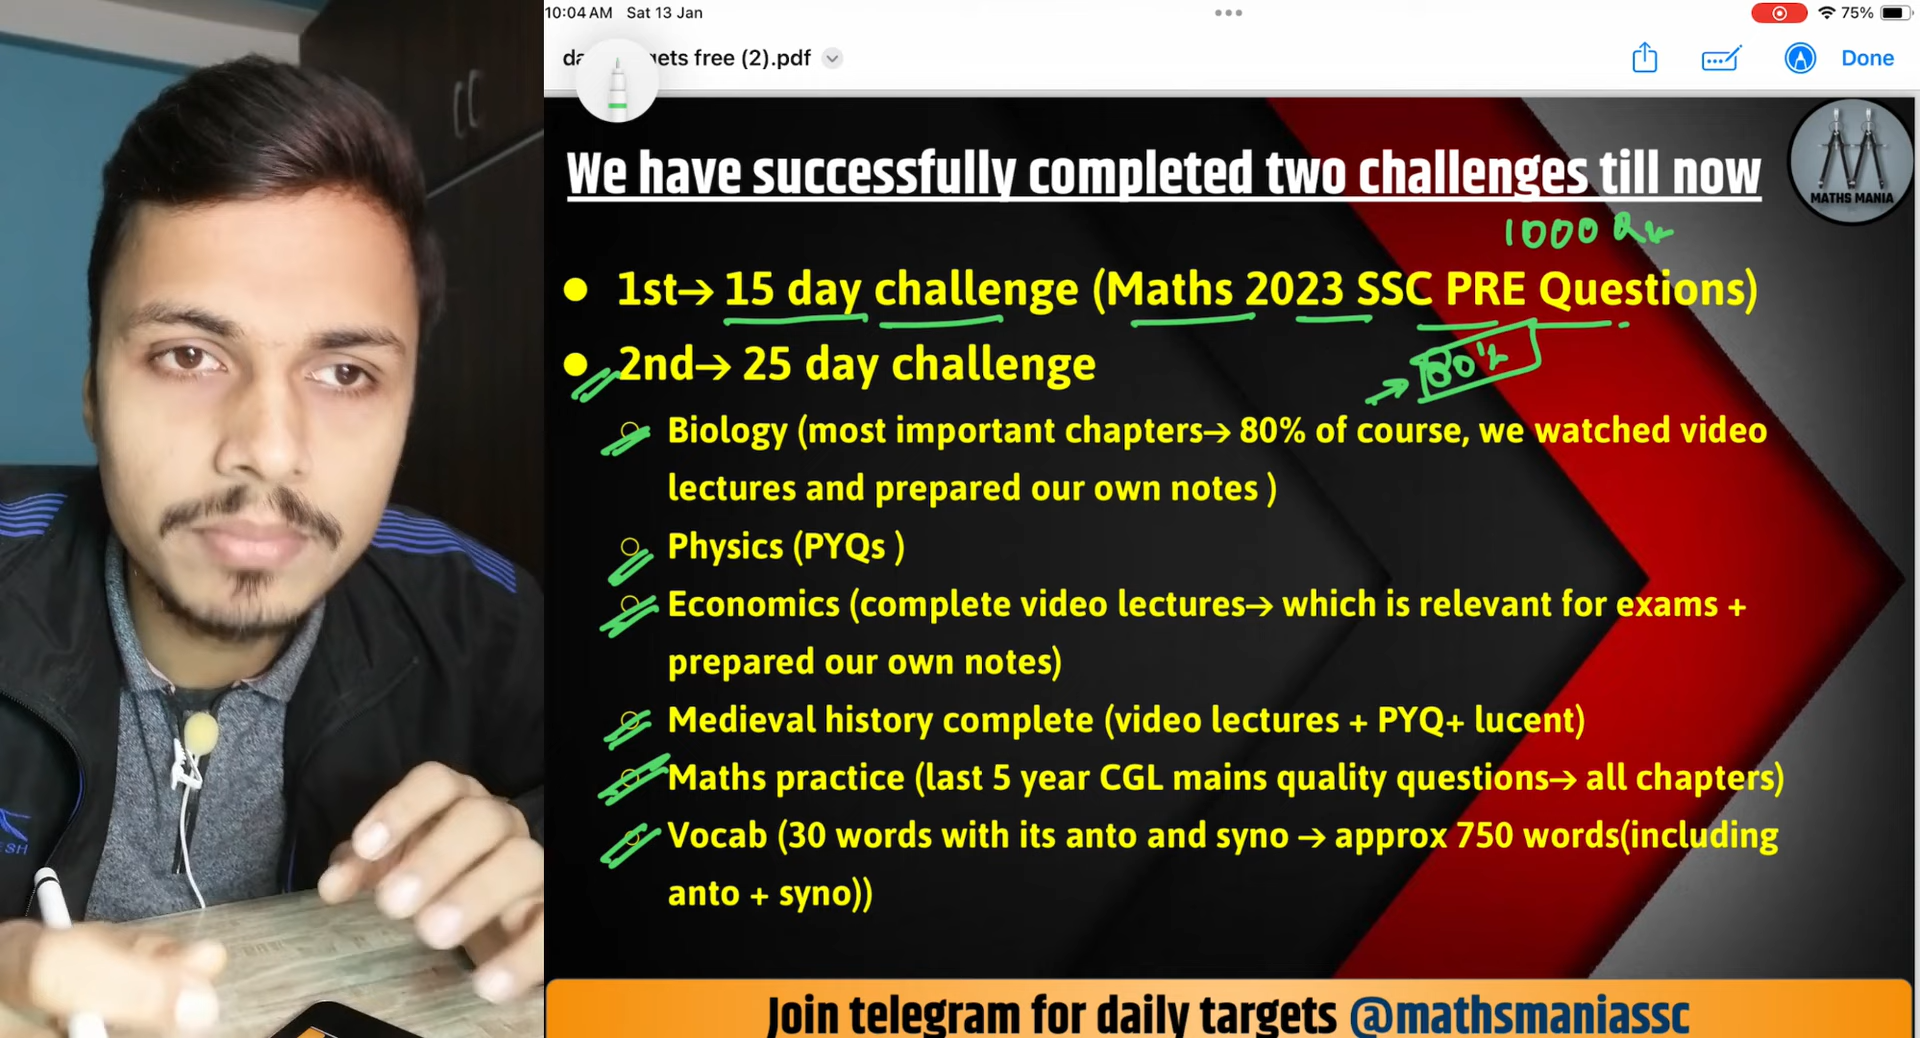 10:04 AM Sat 13 Jan
75%
gets free (2).pdf
Done
We have successfully completed two challenges till now
MATHS MANIA
1000
● 1st→ 15 day challenge (Maths 2023 SSC PRE Questions)
● 2nd→ 25 day challenge
80%
Biology (most important chapters→ 80% of course, we watched video
lectures and prepared our own notes )
Physics (PYQs )
Economics (complete video lectures→ which is relevant for exams +
prepared our own notes)
Medieval history complete (video lectures + PYQ+ lucent)
Maths practice (last 5 year CGL mains quality questions→ all chapters)
Vocab (30 words with its anto and syno → approx 750 words(including
anto + syno))
Join telegram for daily targets @mathsmaniassc